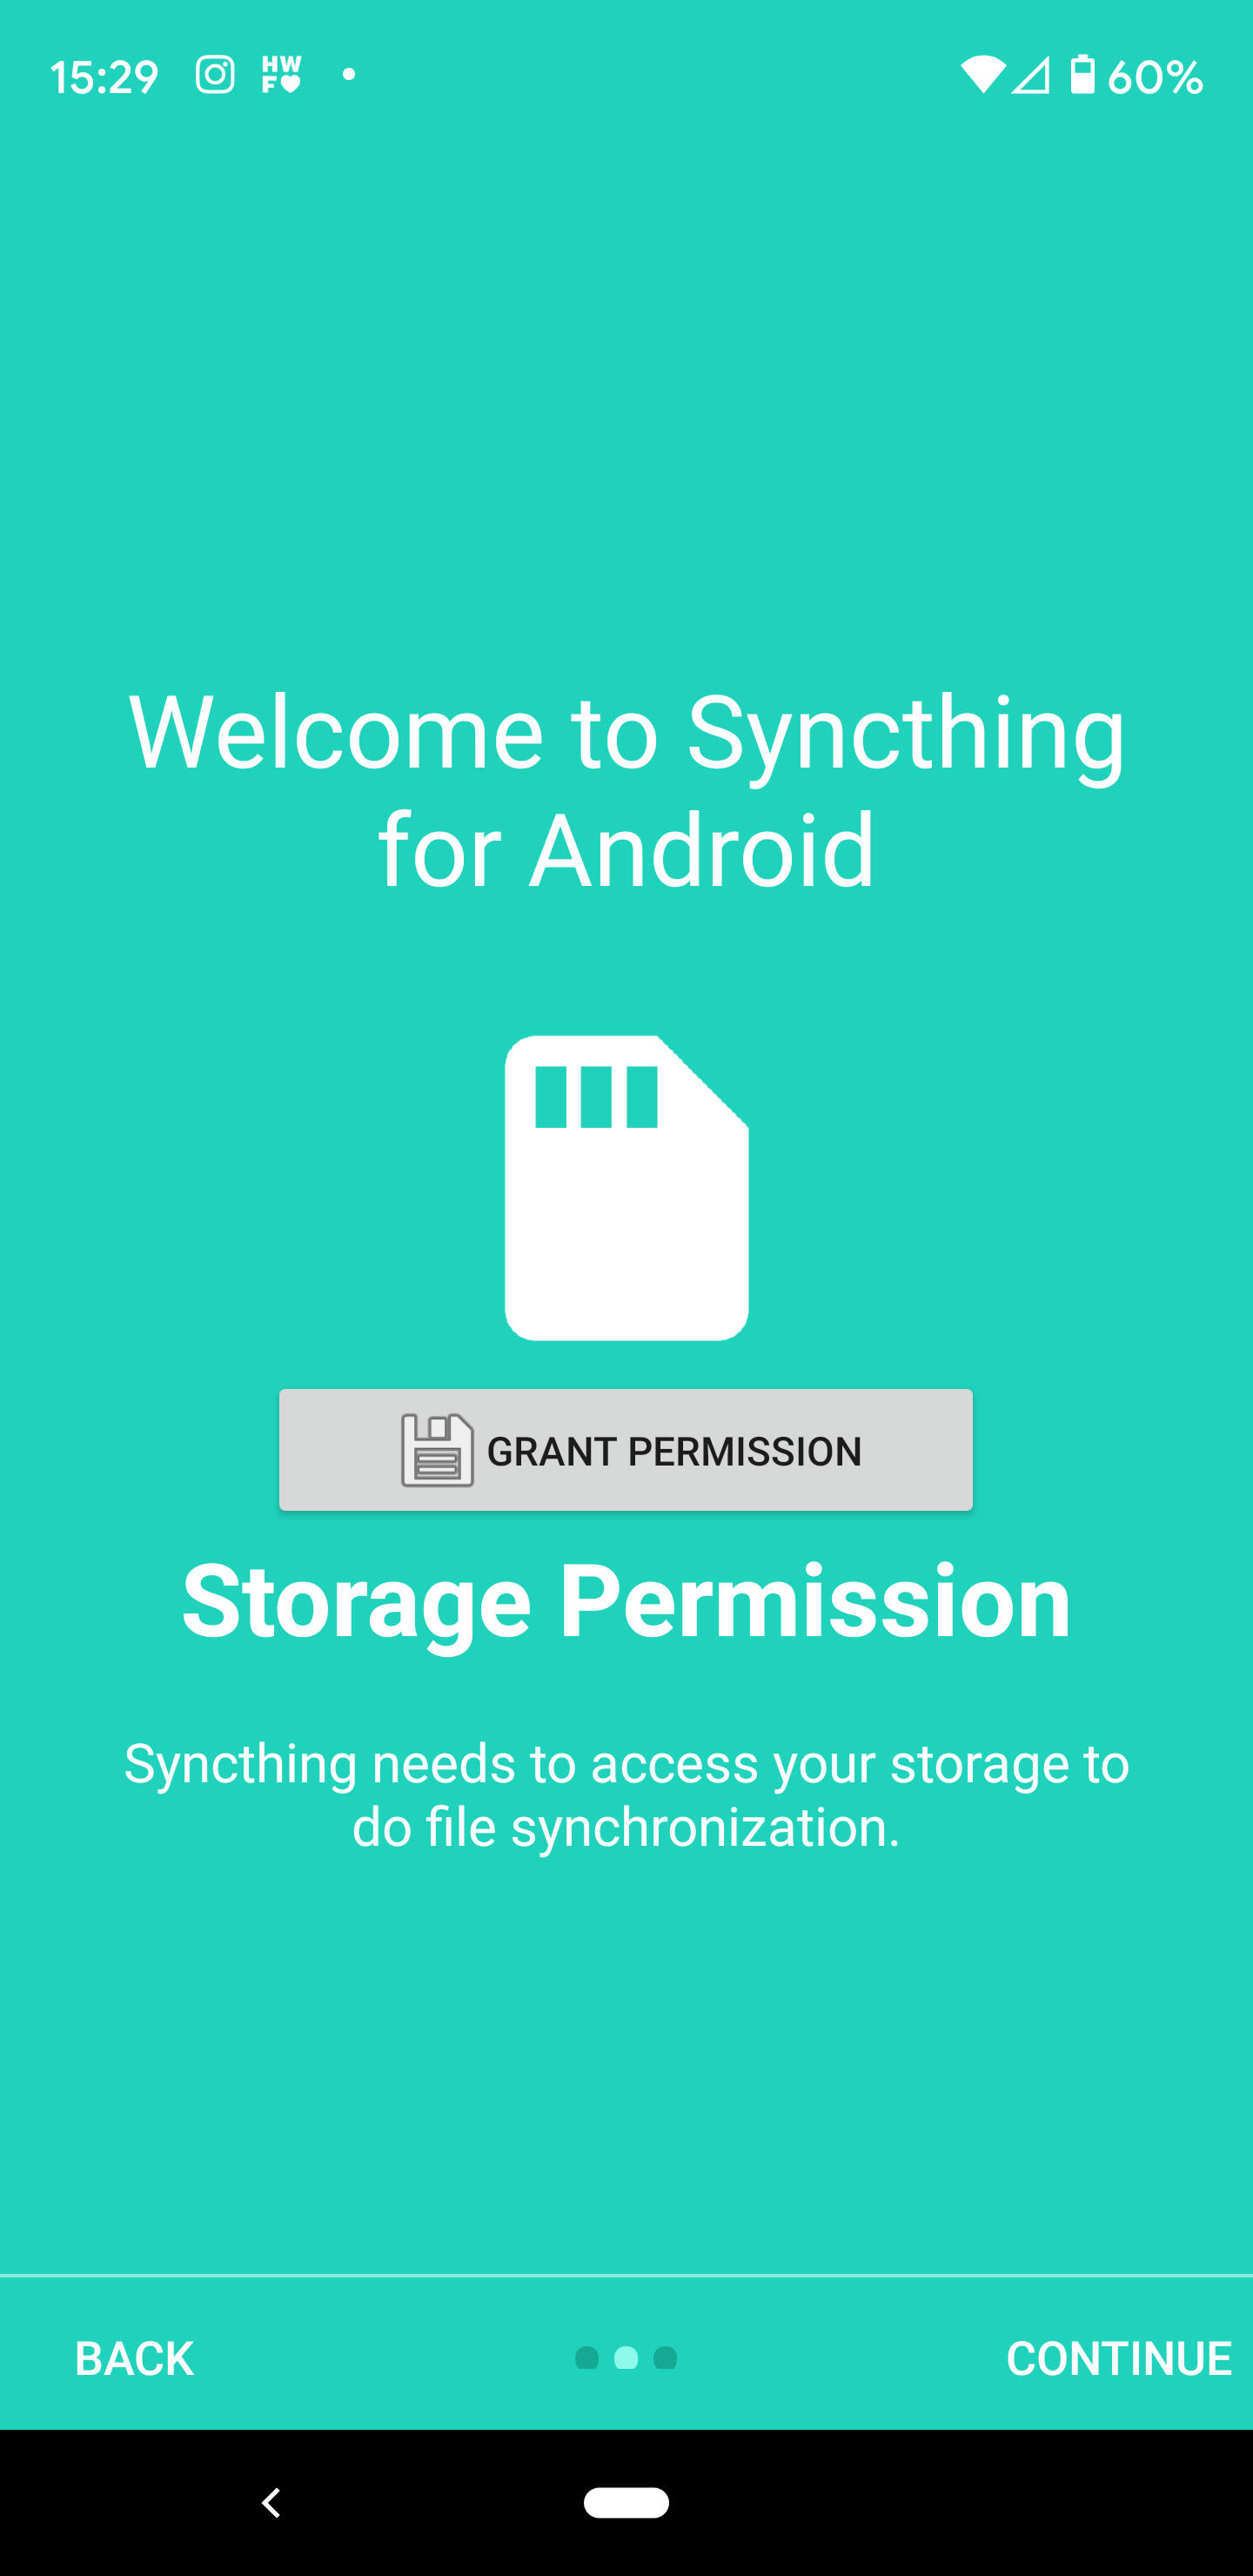 15:29 HW F 60%
Welcome to Syncthing
for Android
GRANT PERMISSION
Storage Permission
Syncthing needs to access your storage to
do file synchronization.
BACK CONTINUE